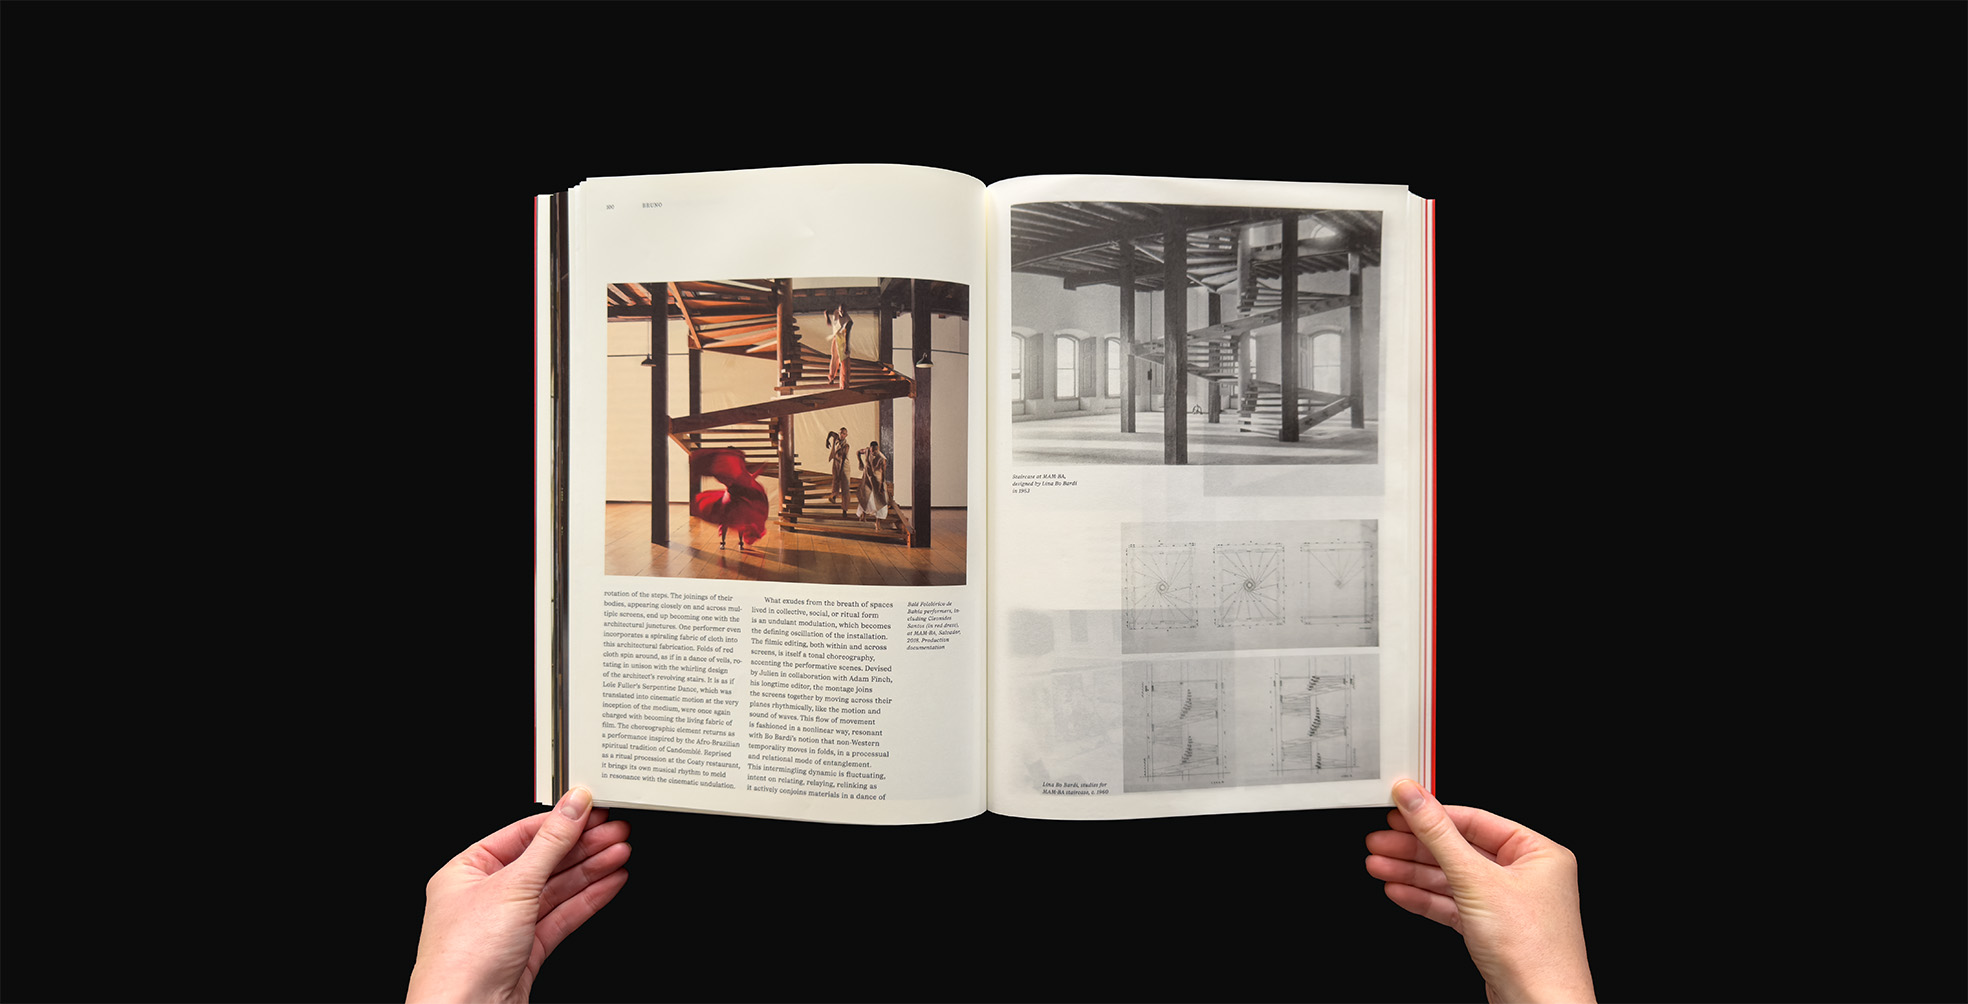 100 BRUNO
rotation of the steps. The joinings of their
bodies, appearing closely on and across mul-
tiple screens, end up becoming one with the
architectural junctures. One performer even
incorporates a spiraling fabric of cloth into
this architectural fabrication. Folds of red
cloth spin around, as if in a dance of veils, ro-
tating in unison with the whirling design
of the architect's revolving stairs. It is as if
Loïe Fuller's Serpentine Dance, which was
translated into cinematic motion at the very
inception of the medium, were once again
charged with becoming the living fabric of
film. The choreographic element returns as
a performance inspired by the Afro-Brazilian
spiritual tradition of Candomblé. Reprised
as a ritual procession at the Coaty restaurant,
it brings its own musical rhythm to meld
in resonance with the cinematic undulation.
What exudes from the breath of spaces
lived in collective, social, or ritual form
is an undulant modulation, which becomes
the defining oscillation of the installation.
The filmic editing, both within and across
screens, is itself a tonal choreography,
accenting the performative scenes. Devised
by Julien in collaboration with Adam Finch,
his longtime editor, the montage joins
the screens together by moving across their
planes rhythmically, like the motion and
sound of waves. This flow of movement
is fashioned in a nonlinear way, resonant
with Bo Bardi's notion that non-Western
temporality moves in folds, in a processual
and relational mode of entanglement.
This intermingling dynamic is fluctuating,
intent on relating, relaying, relinking as
it actively conjoins materials in a dance of
Balé Folclórico da
Bahia performers, in-
cluding Cleonides
Santos (in red dress),
at MAM-BA, Salvador,
2018. Production
documentation
Staircase at MAM-BA,
designed by Lina Bo Bardi
in 1963
Lina Bo Bardi, studies for
MAM-BA staircase, c. 1960